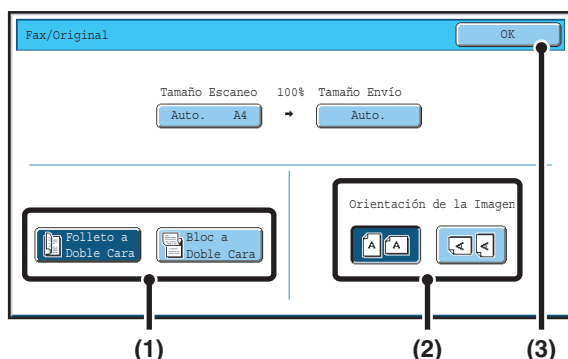 Fax/Original
OK
Tamaño Escaneo 100% Tamaño Envío
Auto. A4
Auto.
Folleto a
Doble Cara
Bloc a
Doble Cara
Orientación de la Imagen
A A
A A
(1) (2) (3)